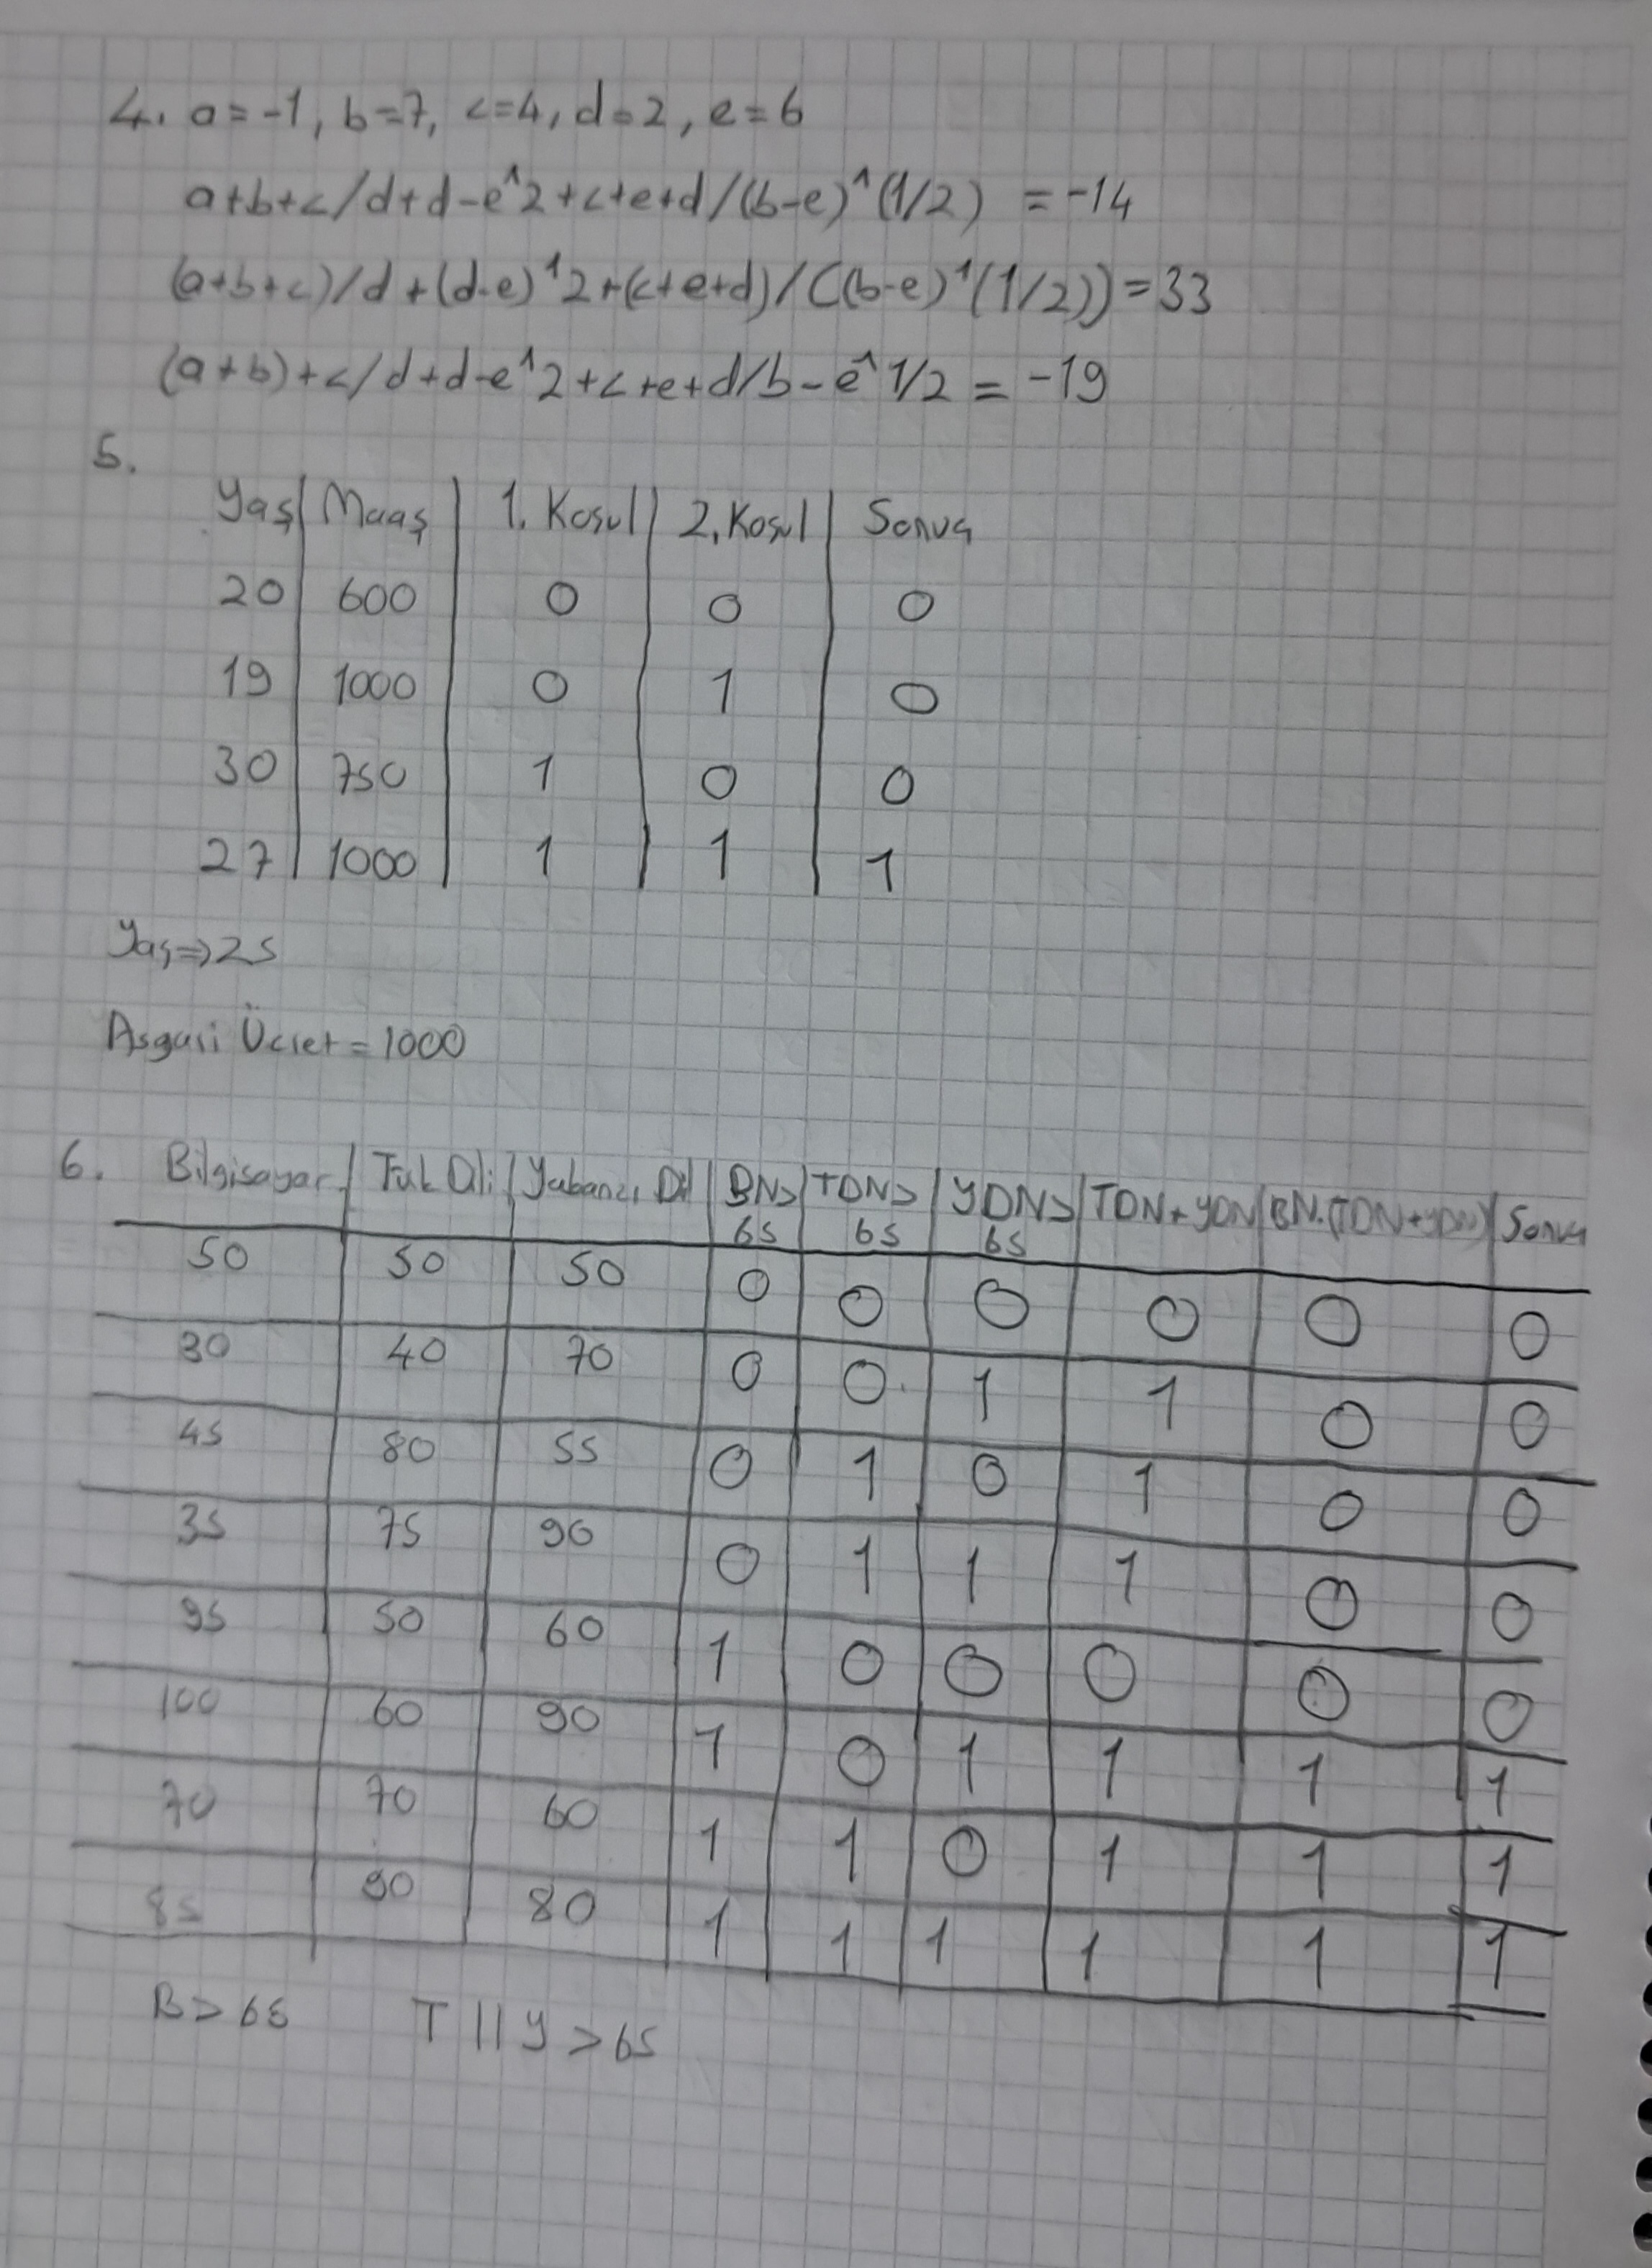 4. a=-1, b=7, c=4, d=2, e=6
a+b+c/d+d-e^2+c+e+d/(b-e)^(1/2) = -14
(a+b+c)/d+(d-e)^2+(c+e+d)/((b-e)^(1/2))=33
(a+b)+c/d+d-e^2+c+e+d/b-e^1/2 = -19
5.
Yaş Maaş 1. Koşul 2. Koşul Sonuç
20 600 0 0 0
19 1000 0 1 0
30 750 1 0 0
27 1000 1 1 1
Yaş=>25
Asgari Ücret=1000
6. Bilgisayar Türk Dili Yabancı Dil BN> 65 TDN> 65 YDN> 65 TDN+YDN BN.(TDN+YDN) Sonuç
50 50 50 0 0 0 0 0 0
30 40 70 0 0 1 1 0 0
45 80 55 0 1 0 1 0 0
35 75 90 0 1 1 1 0 0
95 50 60 1 0 0 0 0 0
100 60 90 1 0 1 1 1 1
70 70 60 1 1 0 1 1 1
85 90 80 1 1 1 1 1 1
B>65 T||Y>65